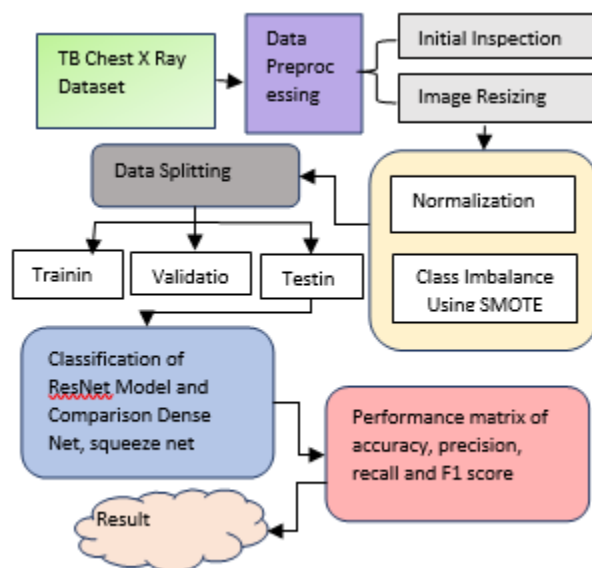 TB Chest X Ray
Dataset
Data
Preproc
essing
Initial Inspection
Image Resizing
Normalization
Class Imbalance
Using SMOTE
Data Splitting
Trainin
Validatio
Testin
Classification of
ResNet Model and
Comparison Dense
Net, squeeze net
Performance matrix of
accuracy, precision,
recall and F1 score
Result